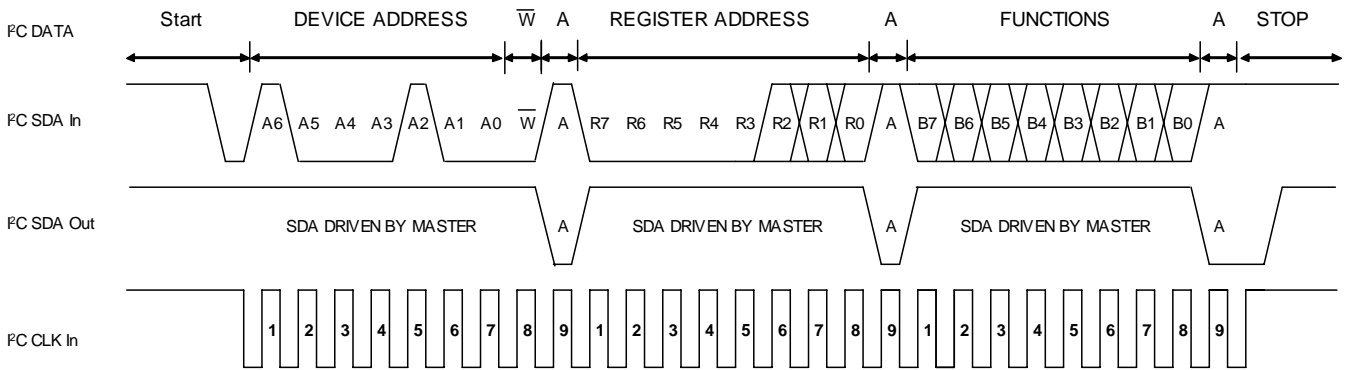 I²C DATA Start DEVICE ADDRESS W̅ A REGISTER ADDRESS A FUNCTIONS A STOP
I²C SDA In A6 A5 A4 A3 A2 A1 A0 W̅ A R7 R6 R5 R4 R3 R2 R1 R0 A B7 B6 B5 B4 B3 B2 B1 B0 A
I²C SDA Out SDA DRIVEN BY MASTER A SDA DRIVEN BY MASTER A SDA DRIVEN BY MASTER A
I²C CLK In 1 2 3 4 5 6 7 8 9 1 2 3 4 5 6 7 8 9 1 2 3 4 5 6 7 8 9